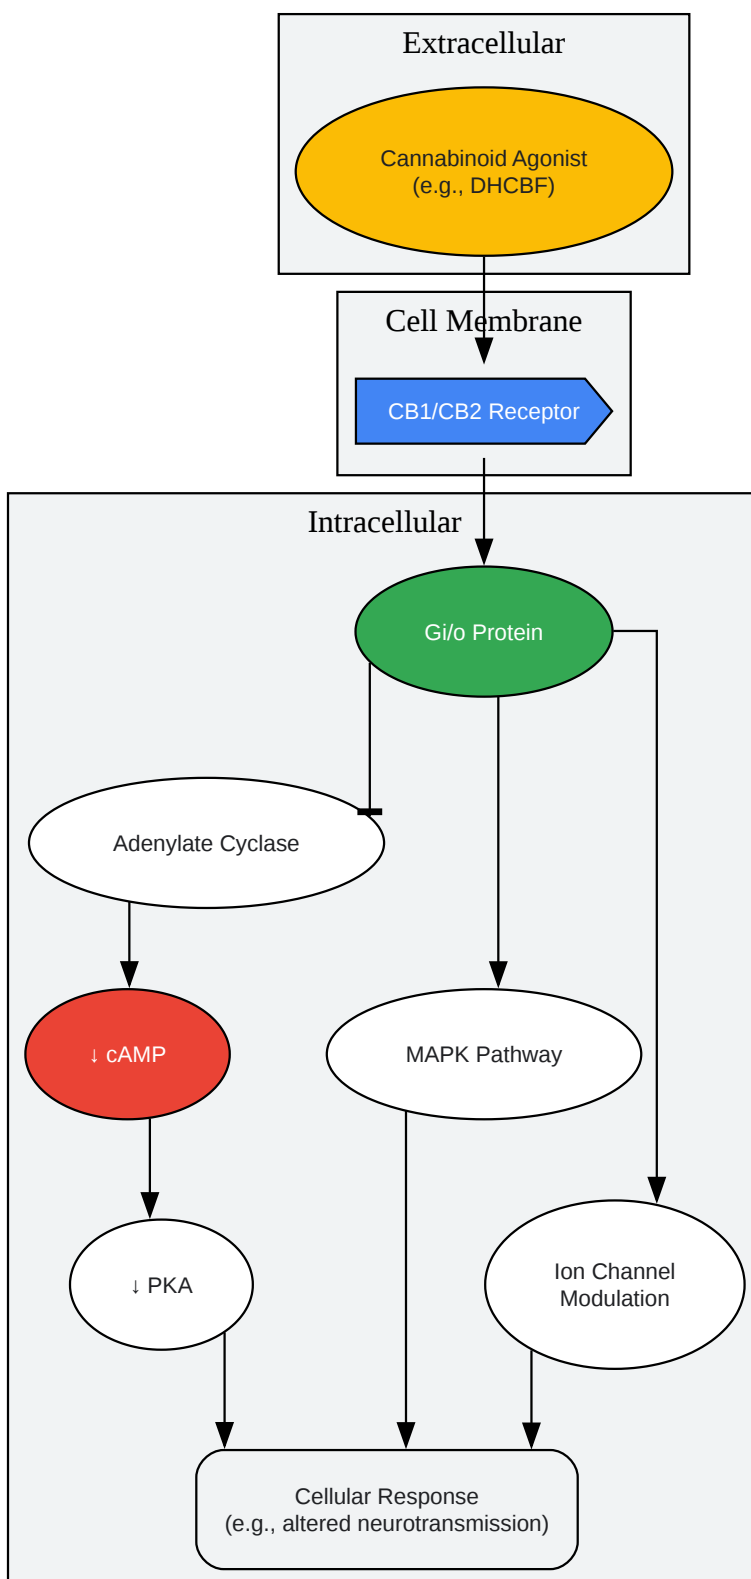 Extracellular
Cannabinoid Agonist
(e.g., DHCBF)
Cell Membrane
CB1/CB2 Receptor
Intracellular
Gi/o Protein
Adenylate Cyclase
↓ cAMP
MAPK Pathway
↓ PKA
Ion Channel
Modulation
Cellular Response
(e.g., altered neurotransmission)